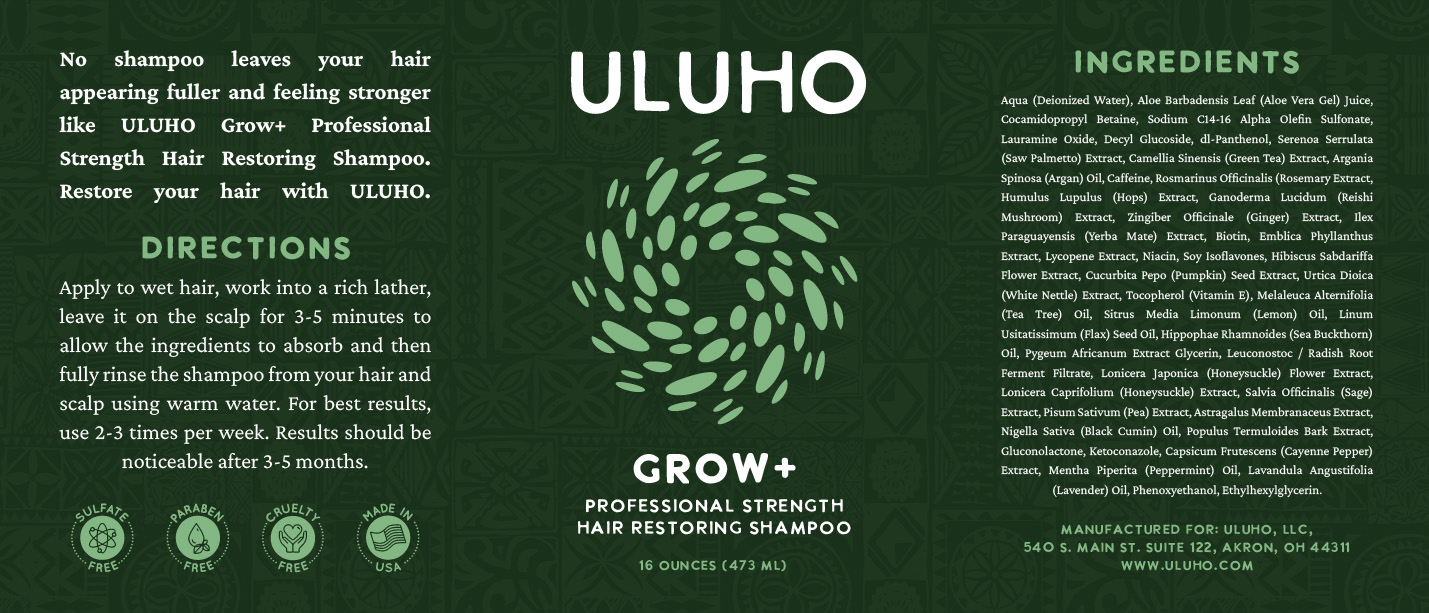 No shampoo leaves your hair
appearing fuller and feeling stronger
like ULUHO Grow+ Professional
Strength Hair Restoring Shampoo.
Restore your hair with ULUHO.
DIRECTIONS
Apply to wet hair, work into a rich lather,
leave it on the scalp for 3-5 minutes to
allow the ingredients to absorb and then
fully rinse the shampoo from your hair and
scalp using warm water. For best results,
use 2-3 times per week. Results should be
noticeable after 3-5 months.
SULFATE
FREE
PARABEN
FREE
CRUELTY
FREE
MADE IN
USA
ULUHO
GROW+
PROFESSIONAL STRENGTH
HAIR RESTORING SHAMPOO
16 OUNCES (473 ML)
INGREDIENTS
Aqua (Deionized Water), Aloe Barbadensis Leaf (Aloe Vera Gel) Juice,
Cocamidopropyl Betaine, Sodium C14-16 Alpha Olefin Sulfonate,
Lauramine Oxide, Decyl Glucoside, dl-Panthenol, Serenoa Serrulata
(Saw Palmetto) Extract, Camellia Sinensis (Green Tea) Extract, Argania
Spinosa (Argan) Oil, Caffeine, Rosmarinus Officinalis (Rosemary Extract,
Humulus Lupulus (Hops) Extract, Ganoderma Lucidum (Reishi
Mushroom) Extract, Zingiber Officinale (Ginger) Extract, Ilex
Paraguayensis (Yerba Mate) Extract, Biotin, Emblica Phyllanthus
Extract, Lycopene Extract, Niacin, Soy Isoflavones, Hibiscus Sabdariffa
Flower Extract, Cucurbita Pepo (Pumpkin) Seed Extract, Urtica Dioica
(White Nettle) Extract, Tocopherol (Vitamin E), Melaleuca Alternifolia
(Tea Tree) Oil, Sitrus Media Limonum (Lemon) Oil, Linum
Usitatissimum (Flax) Seed Oil, Hippophae Rhamnoides (Sea Buckthorn)
Oil, Pygeum Africanum Extract Glycerin, Leuconostoc / Radish Root
Ferment Filtrate, Lonicera Japonica (Honeysuckle) Flower Extract,
Lonicera Caprifolium (Honeysuckle) Extract, Salvia Officinalis (Sage)
Extract, Pisum Sativum (Pea) Extract, Astragalus Membranaceus Extract,
Nigella Sativa (Black Cumin) Oil, Populus Termuloides Bark Extract,
Gluconolactone, Ketoconazole, Capsicum Frutescens (Cayenne Pepper)
Extract, Mentha Piperita (Peppermint) Oil, Lavandula Angustifolia
(Lavender) Oil, Phenoxyethanol, Ethylhexylglycerin.
MANUFACTURED FOR: ULUHO, LLC,
540 S. MAIN ST. SUITE 122, AKRON, OH 44311
WWW.ULUHO.COM